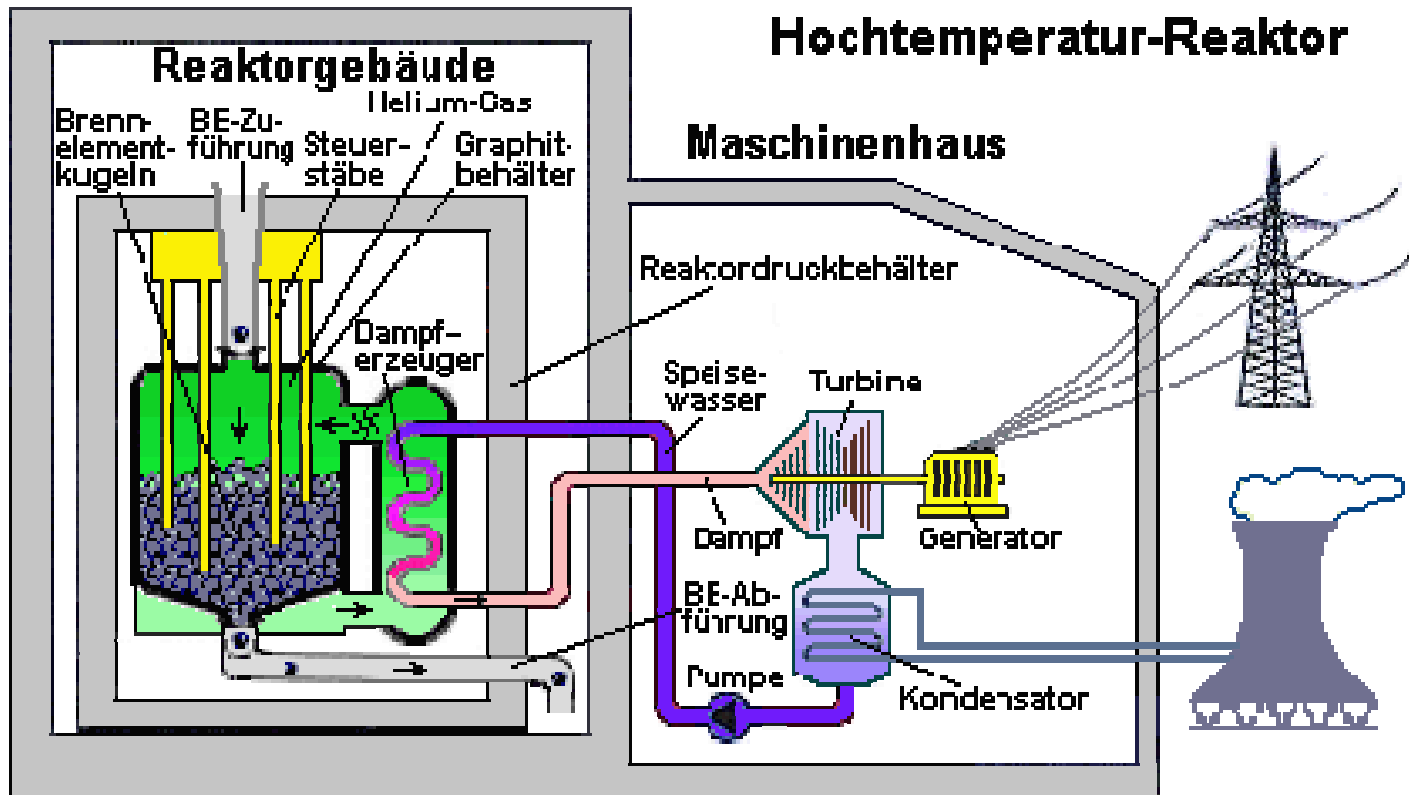 Hochtemperatur-Reaktor
Reaktorgebäude
Helium-Gas
Brenn-
element-
kugeln
BE-Zu-
führung
Steuer-
stäbe
Graphit-
behälter
Maschinenhaus
Reaktordruckbehälter
Dampf-
erzeuger
Speise-
wasser
Turbine
Dampf
Generator
BE-Ab-
führung
Pumpe
Kondensator